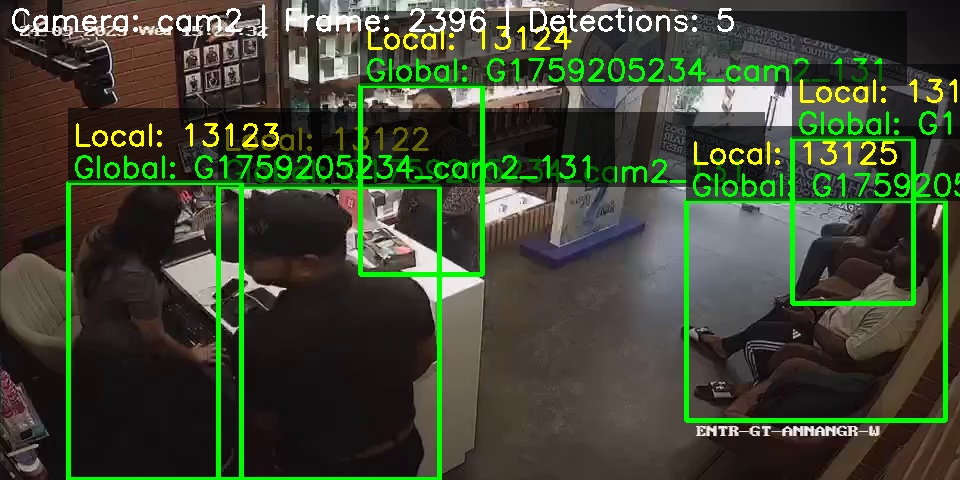 Camera: cam2 | Frame: 2396 | Detections: 5
Local: 13124
Global: G1759205234_cam2_131
Local: 131
Global: G1
Local: 13123
Local: 13122
Global: G1759205234_cam2_131
Local: 13125
Global: G1759205
ENTR-GT-ANNANGR-W